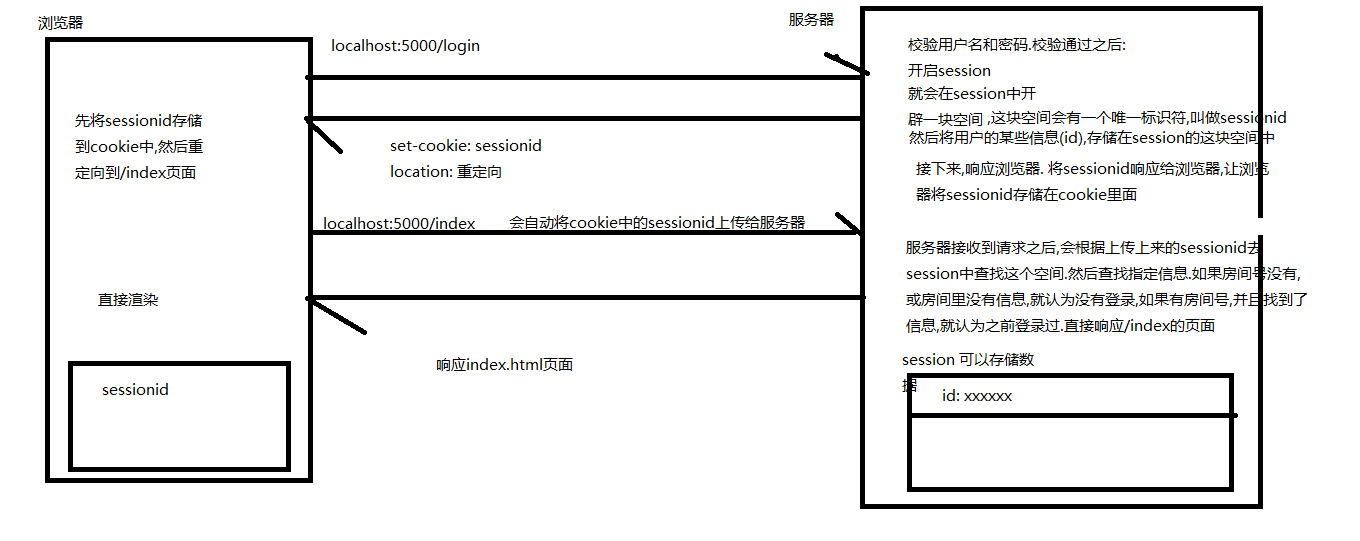 浏览器
服务器
localhost:5000/login
校验用户名和密码.校验通过之后:
开启session
就会在session中开
辟一块空间 ,这块空间会有一个唯一标识符,叫做sessionid
然后将用户的某些信息(id),存储在session的这块空间中
接下来,响应浏览器. 将sessionid响应给浏览器,让浏览
器将sessionid存储在cookie里面
先将sessionid存储
到cookie中,然后重
定向到/index页面
set-cookie: sessionid
location: 重定向
localhost:5000/index
会自动将cookie中的sessionid上传给服务器
服务器接收到请求之后,会根据上传上来的sessionid去
session中查找这个空间.然后查找指定信息.如果房间号没有,
或房间里没有信息,就认为没有登录,如果有房间号,并且找到了
信息,就认为之前登录过.直接响应/index的页面
直接渲染
响应index.html页面
session 可以存储数
据
id: xxxxxx
sessionid